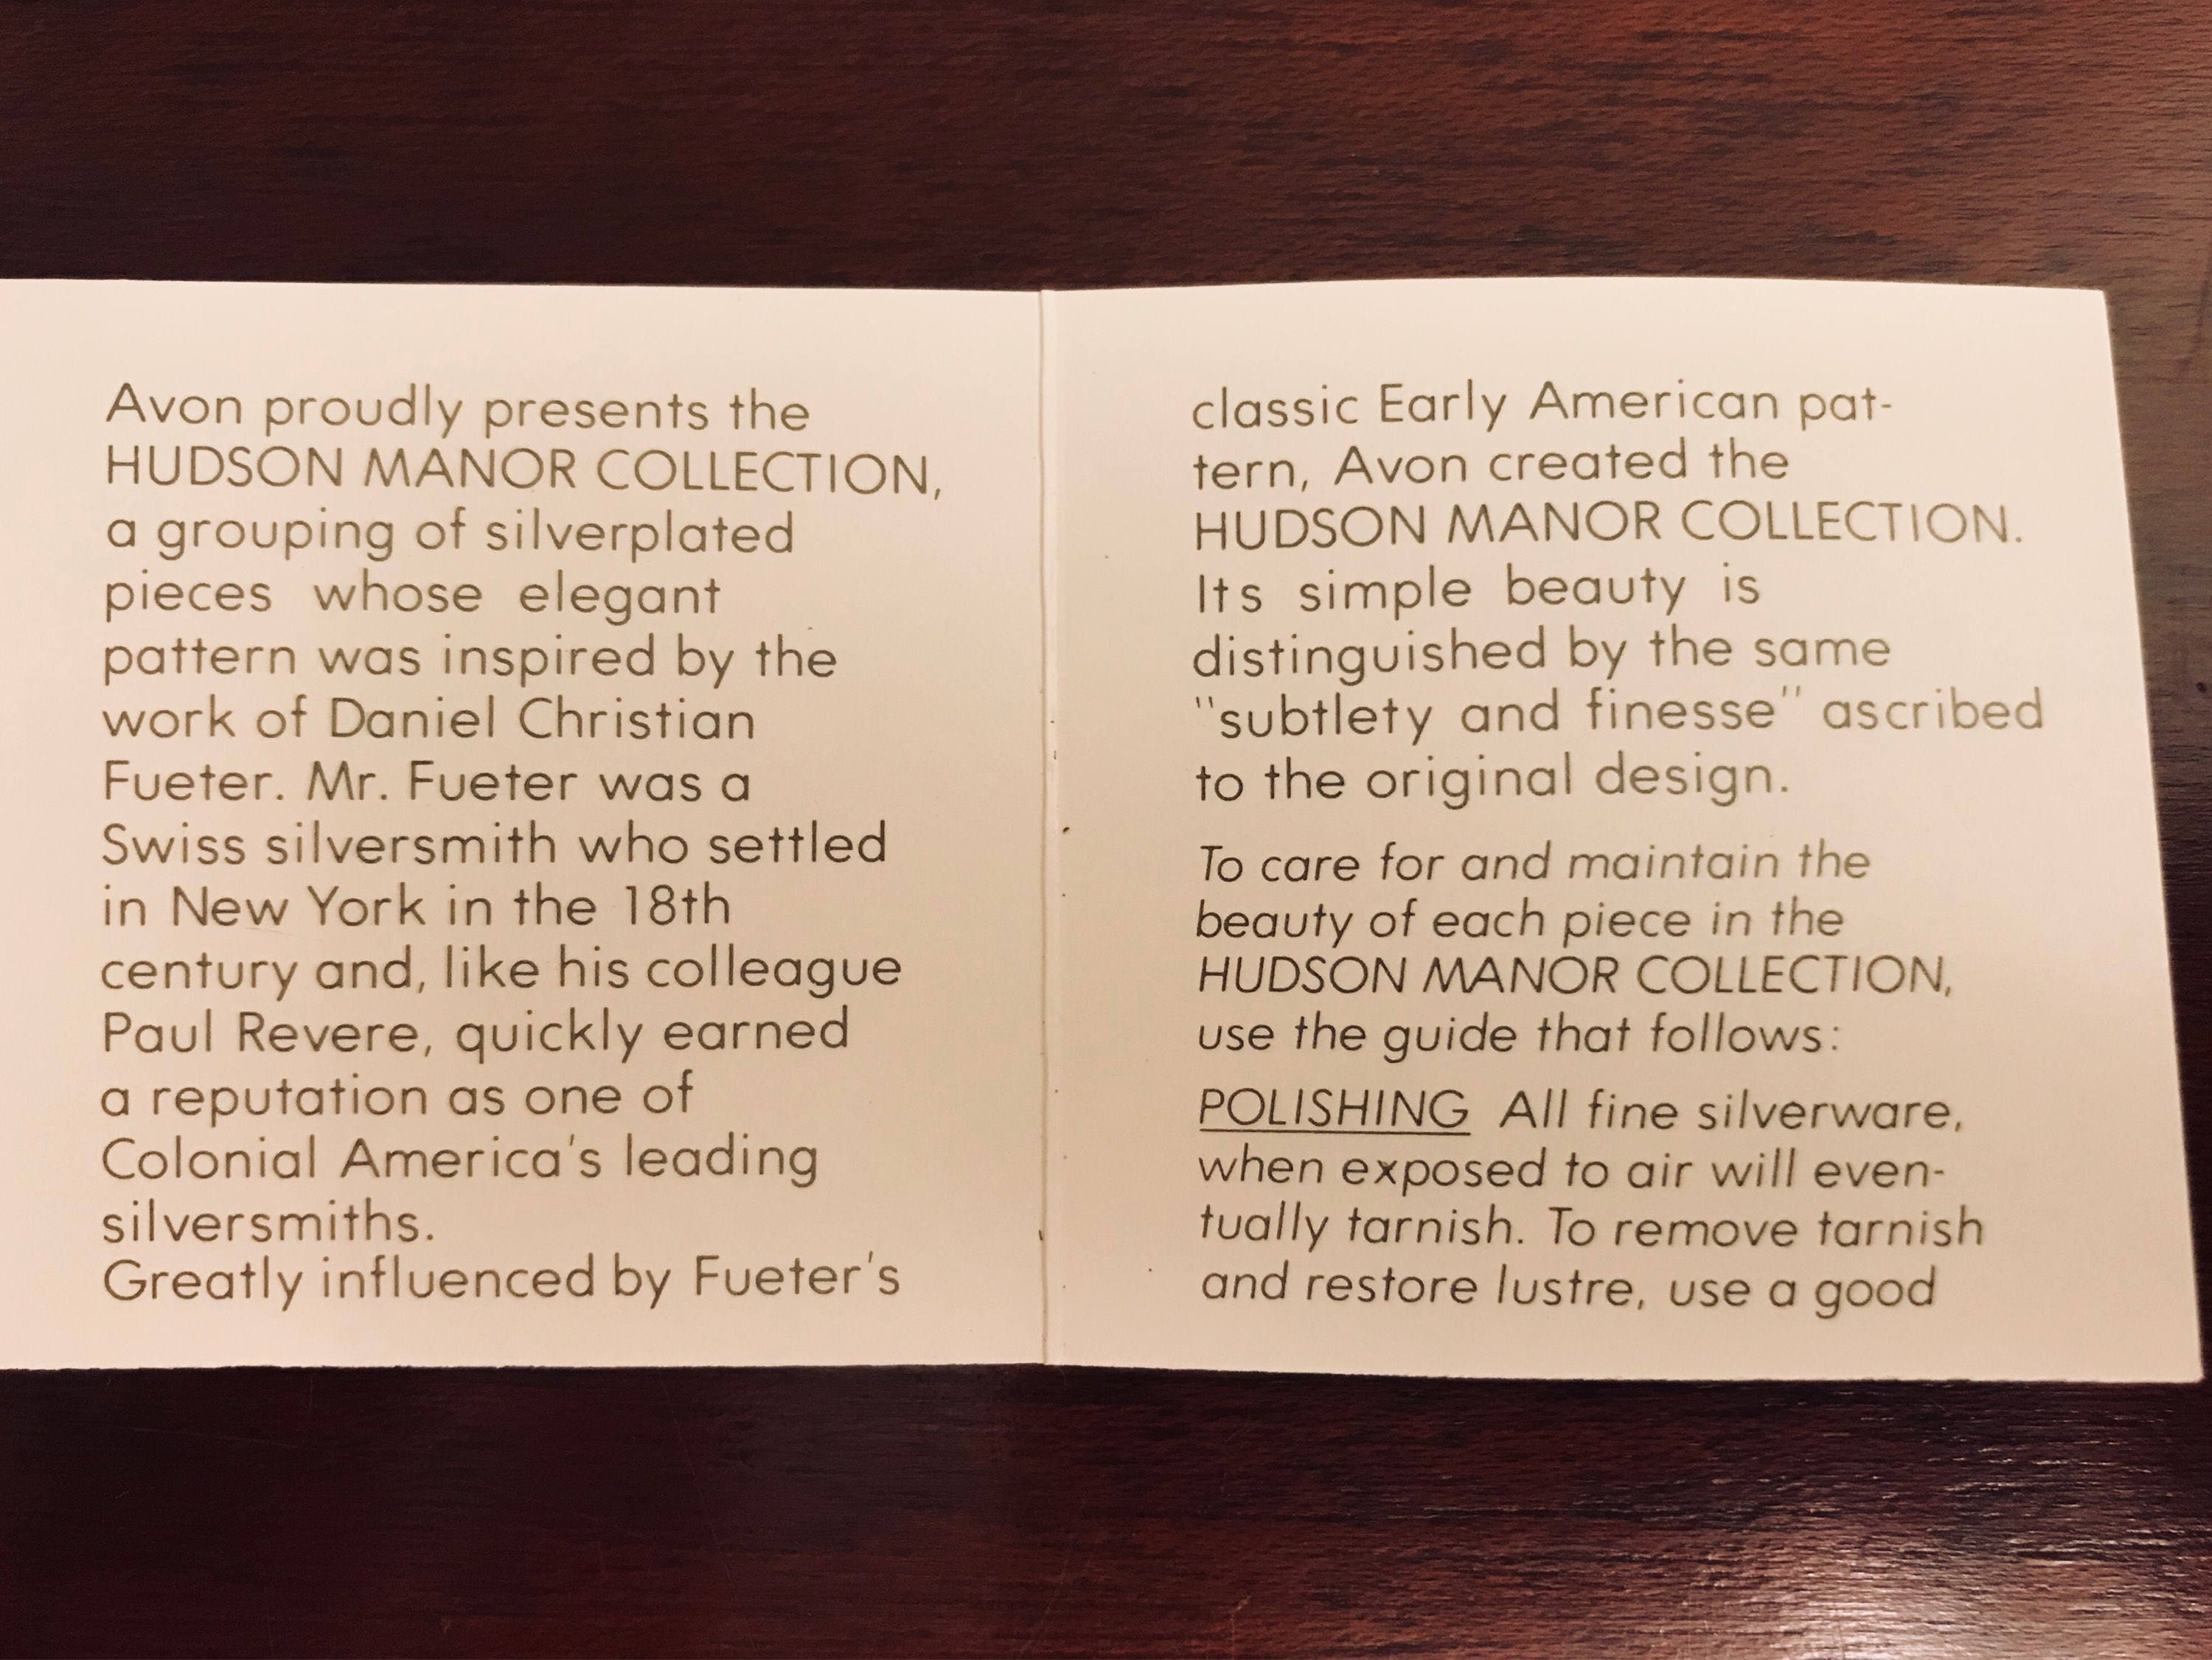 Avon proudly presents the
HUDSON MANOR COLLECTION,
a grouping of silverplated
pieces whose elegant
pattern was inspired by the
work of Daniel Christian
Fueter. Mr. Fueter was a
Swiss silversmith who settled
in New York in the 18th
century and, like his colleague
Paul Revere, quickly earned
a reputation as one of
Colonial America's leading
silversmiths.
Greatly influenced by Fueter's
classic Early American pat-
tern, Avon created the
HUDSON MANOR COLLECTION.
Its simple beauty is
distinguished by the same
"subtlety and finesse" ascribed
to the original design.
To care for and maintain the
beauty of each piece in the
HUDSON MANOR COLLECTION,
use the guide that follows:
POLISHING All fine silverware,
when exposed to air will even-
tually tarnish. To remove tarnish
and restore lustre, use a good